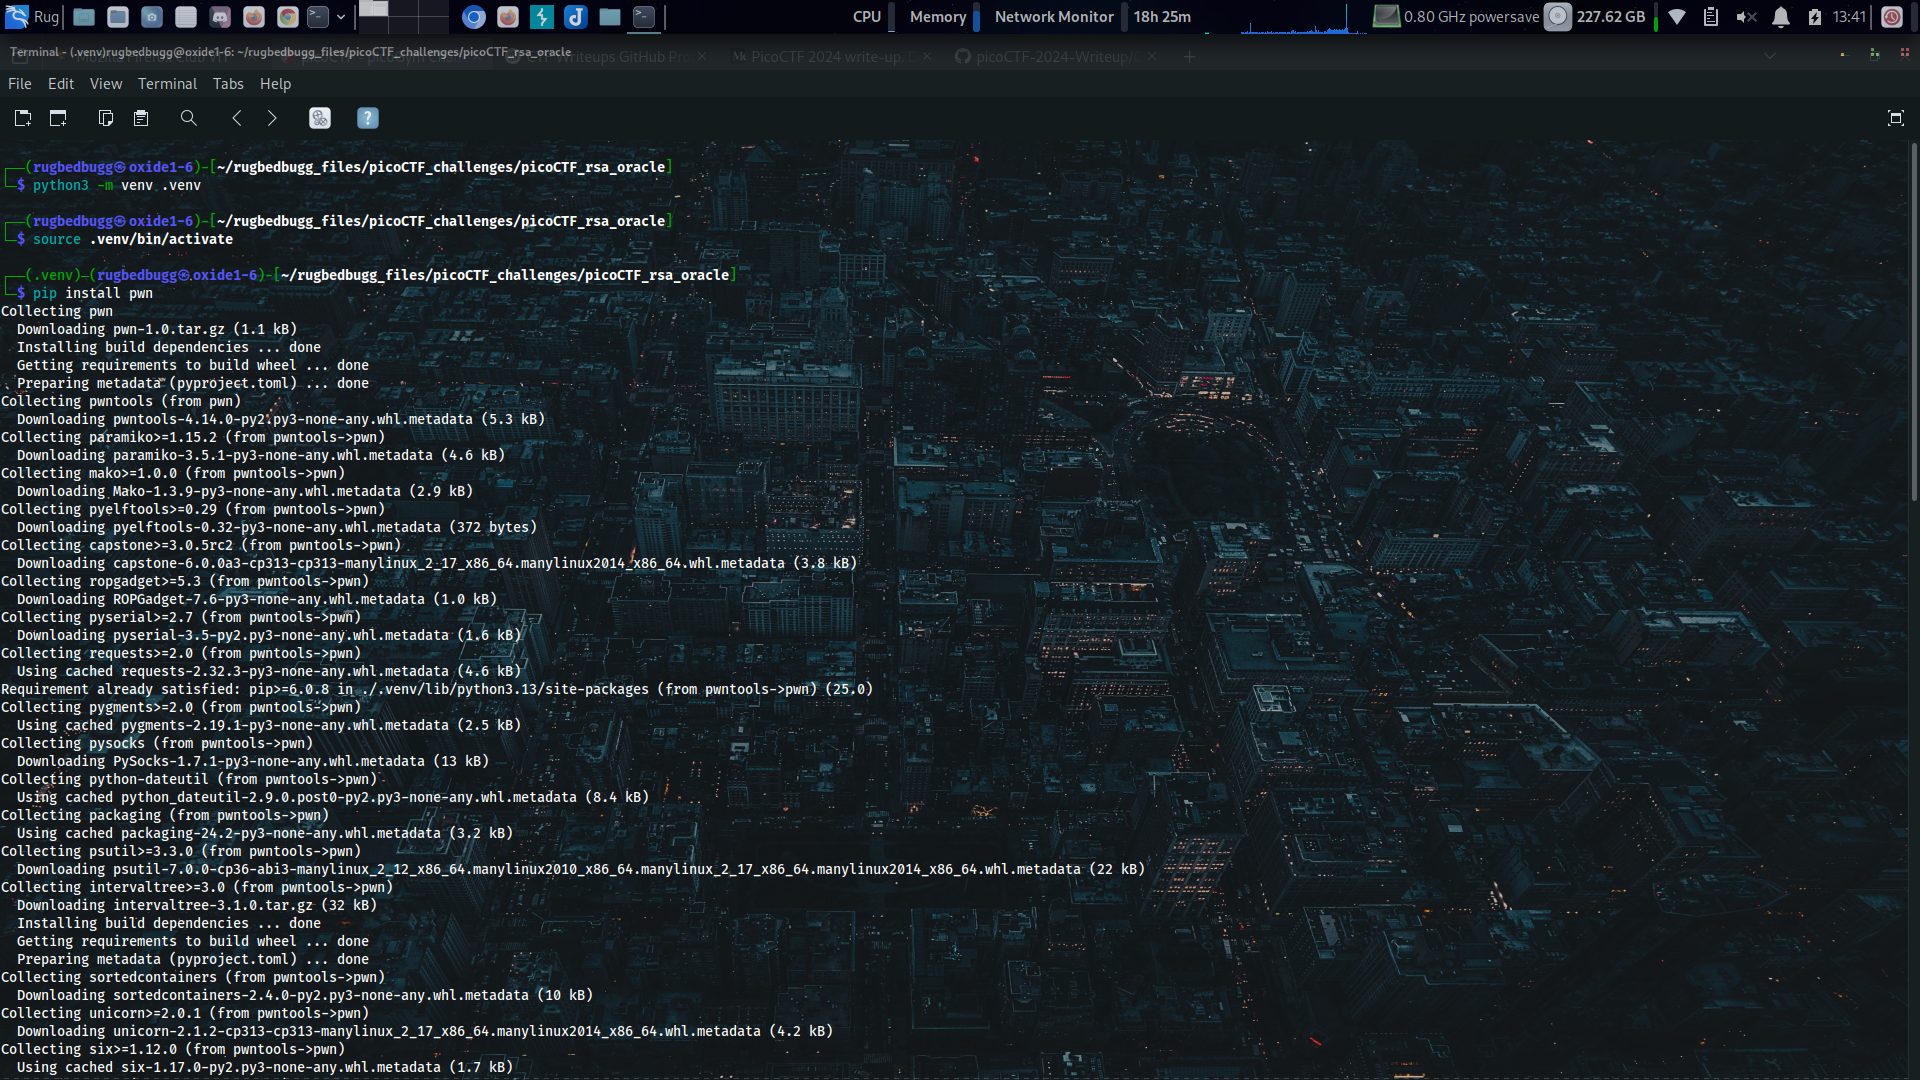 Rug
CPU
Memory
Network Monitor
18h 25m
0.80 GHz powersave
227.62 GB
13:41
Terminal - (.venv)rugbedbugg@oxide1-6: ~/rugbedbugg_files/picoCTF_challenges/picoCTF_rsa_oracle
Writeups GitHub Pr
PicoCTF 2024 write-up.
picoCTF-2024-Writeup/C
File Edit View Terminal Tabs Help
┌──(rugbedbugg㉿oxide1-6)-[~/rugbedbugg_files/picoCTF_challenges/picoCTF_rsa_oracle]
└─$ python3 -m venv .venv
┌──(rugbedbugg㉿oxide1-6)-[~/rugbedbugg_files/picoCTF_challenges/picoCTF_rsa_oracle]
└─$ source .venv/bin/activate
┌──(.venv)─(rugbedbugg㉿oxide1-6)-[~/rugbedbugg_files/picoCTF_challenges/picoCTF_rsa_oracle]
└─$ pip install pwn
Collecting pwn
  Downloading pwn-1.0.tar.gz (1.1 kB)
  Installing build dependencies ... done
  Getting requirements to build wheel ... done
  Preparing metadata (pyproject.toml) ... done
Collecting pwntools (from pwn)
  Downloading pwntools-4.14.0-py2.py3-none-any.whl.metadata (5.3 kB)
Collecting paramiko>=1.15.2 (from pwntools->pwn)
  Downloading paramiko-3.5.1-py3-none-any.whl.metadata (4.6 kB)
Collecting mako>=1.0.0 (from pwntools->pwn)
  Downloading Mako-1.3.9-py3-none-any.whl.metadata (2.9 kB)
Collecting pyelftools>=0.29 (from pwntools->pwn)
  Downloading pyelftools-0.32-py3-none-any.whl.metadata (372 bytes)
Collecting capstone>=3.0.5rc2 (from pwntools->pwn)
  Downloading capstone-6.0.0a3-cp313-cp313-manylinux_2_17_x86_64.manylinux2014_x86_64.whl.metadata (3.8 kB)
Collecting ropgadget>=5.3 (from pwntools->pwn)
  Downloading ROPGadget-7.6-py3-none-any.whl.metadata (1.0 kB)
Collecting pyserial>=2.7 (from pwntools->pwn)
  Downloading pyserial-3.5-py2.py3-none-any.whl.metadata (1.6 kB)
Collecting requests>=2.0 (from pwntools->pwn)
  Using cached requests-2.32.3-py3-none-any.whl.metadata (4.6 kB)
Requirement already satisfied: pip>=6.0.8 in ./.venv/lib/python3.13/site-packages (from pwntools->pwn) (25.0)
Collecting pygments>=2.0 (from pwntools->pwn)
  Using cached pygments-2.19.1-py3-none-any.whl.metadata (2.5 kB)
Collecting pysocks (from pwntools->pwn)
  Downloading PySocks-1.7.1-py3-none-any.whl.metadata (13 kB)
Collecting python-dateutil (from pwntools->pwn)
  Using cached python_dateutil-2.9.0.post0-py2.py3-none-any.whl.metadata (8.4 kB)
Collecting packaging (from pwntools->pwn)
  Using cached packaging-24.2-py3-none-any.whl.metadata (3.2 kB)
Collecting psutil>=3.3.0 (from pwntools->pwn)
  Downloading psutil-7.0.0-cp36-abi3-manylinux_2_12_x86_64.manylinux2010_x86_64.manylinux_2_17_x86_64.manylinux2014_x86_64.whl.metadata (22 kB)
Collecting intervaltree>=3.0 (from pwntools->pwn)
  Downloading intervaltree-3.1.0.tar.gz (32 kB)
  Installing build dependencies ... done
  Getting requirements to build wheel ... done
  Preparing metadata (pyproject.toml) ... done
Collecting sortedcontainers (from pwntools->pwn)
  Downloading sortedcontainers-2.4.0-py2.py3-none-any.whl.metadata (10 kB)
Collecting unicorn>=2.0.1 (from pwntools->pwn)
  Downloading unicorn-2.1.2-cp313-cp313-manylinux_2_17_x86_64.manylinux2014_x86_64.whl.metadata (4.2 kB)
Collecting six>=1.12.0 (from pwntools->pwn)
  Using cached six-1.17.0-py2.py3-none-any.whl.metadata (1.7 kB)